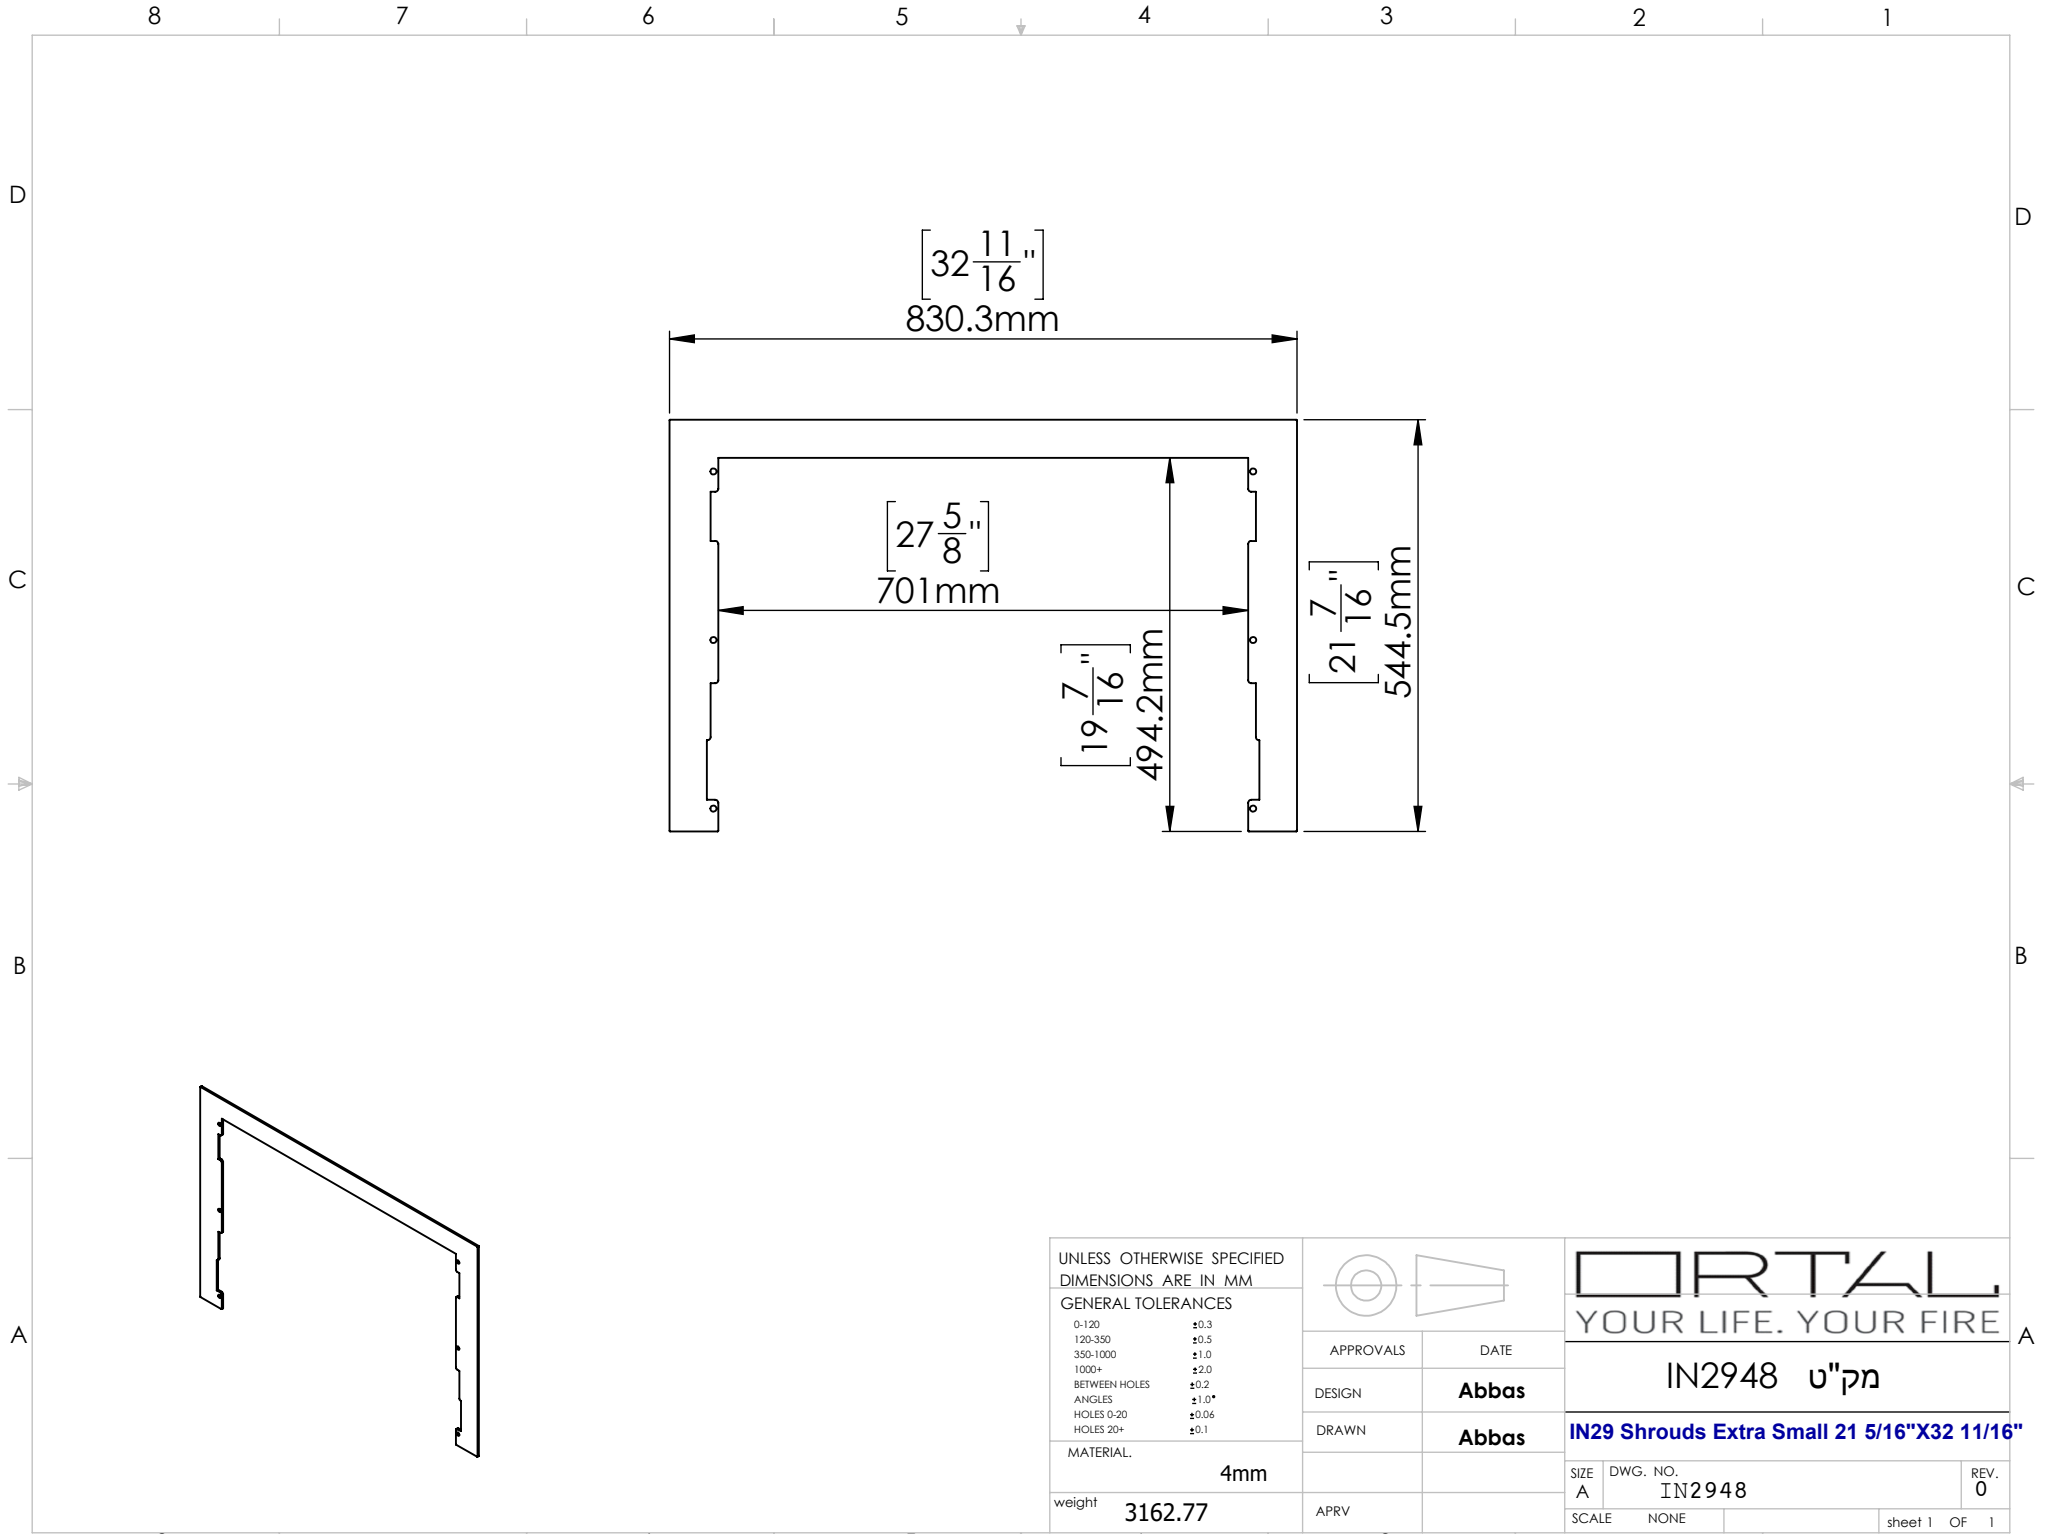 8 7 6 5 4 3 2 1
D D
[32 11/16"]
830.3mm
[27 5/8"]
701mm
[19 7/16"]
494.2mm
[21 7/16"]
544.5mm
C C
B B
A A
UNLESS OTHERWISE SPECIFIED
DIMENSIONS ARE IN MM
GENERAL TOLERANCES
0-120 ±0.3
120-350 ±0.5
350-1000 ±1.0
1000+ ±2.0
BETWEEN HOLES ±0.2
ANGLES ±1.0°
HOLES 0-20 ±0.06
HOLES 20+ ±0.1
MATERIAL.
4mm
weight 3162.77
APPROVALS DATE
DESIGN Abbas
DRAWN Abbas
APRV
ORTAL
YOUR LIFE. YOUR FIRE
IN2948 מק"ט
IN29 Shrouds Extra Small 21 5/16"X32 11/16"
SIZE DWG. NO. REV.
A IN2948 0
SCALE NONE sheet 1 OF 1